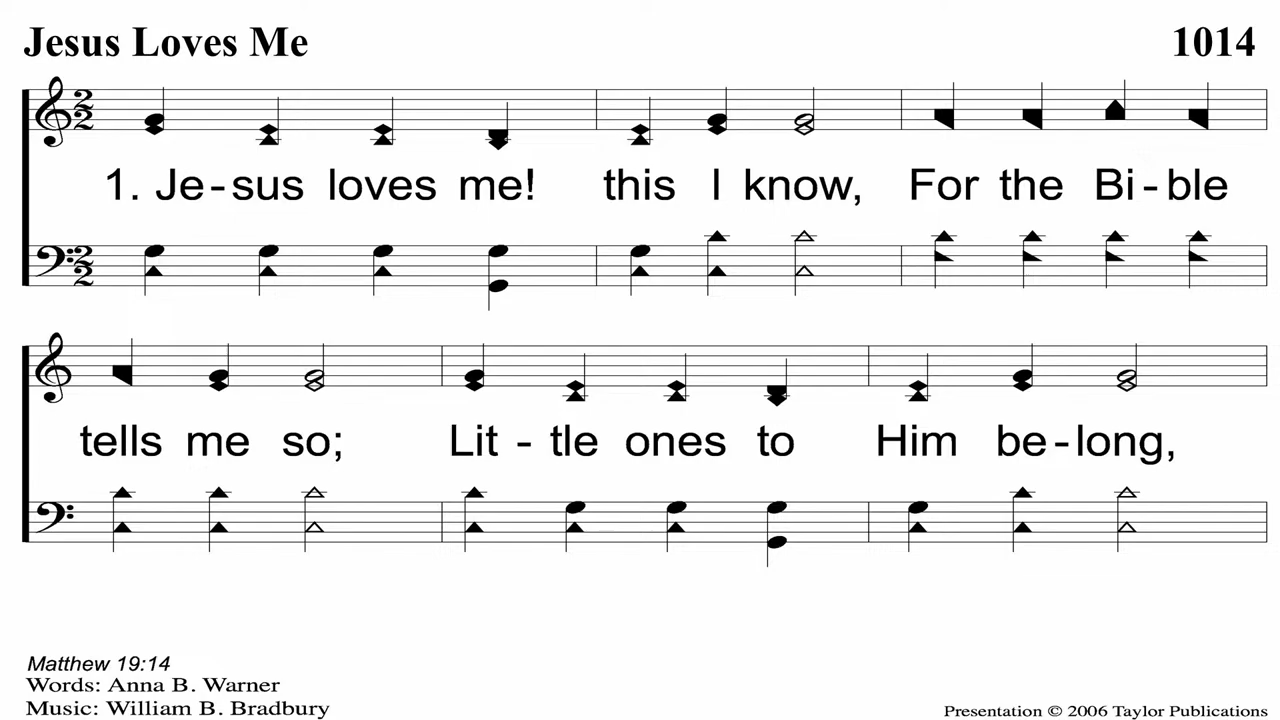 Jesus Loves Me 1014
1. Je-sus loves me! this I know, For the Bi-ble
tells me so; Lit-tle ones to Him be-long,
Matthew 19:14
Words: Anna B. Warner
Music: William B. Bradbury
Presentation © 2006 Taylor Publications